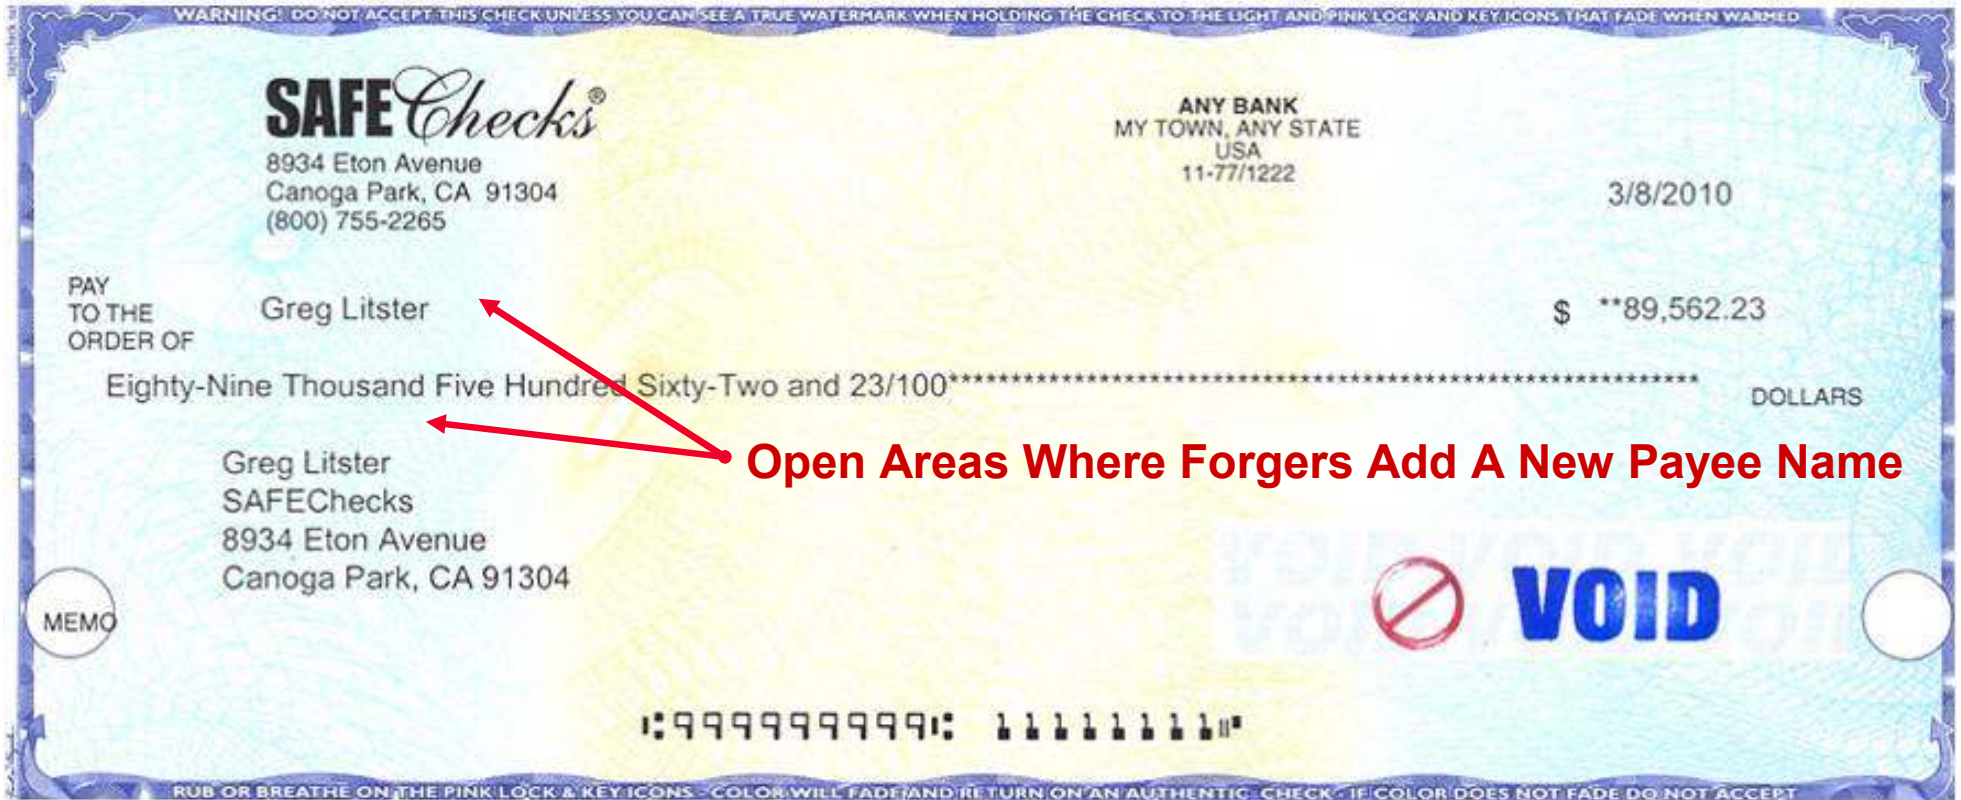 WARNING! DO NOT ACCEPT THIS CHECK UNLESS YOU CAN SEE A TRUE WATERMARK WHEN HOLDING THE CHECK TO THE LIGHT AND PINK LOCK AND KEY ICONS THAT FADE WHEN WARMED
SAFEChecks®
8934 Eton Avenue
Canoga Park, CA 91304
(800) 755-2265
ANY BANK
MY TOWN, ANY STATE
USA
11-77/1222
3/8/2010
PAY
TO THE
ORDER OF
Greg Litster
$ **89,562.23
Eighty-Nine Thousand Five Hundred Sixty-Two and 23/100************************************************************* DOLLARS
Open Areas Where Forgers Add A New Payee Name
Greg Litster
SAFEChecks
8934 Eton Avenue
Canoga Park, CA 91304
MEMO
VOID VOID VOID
VOID
⑆999999999⑆ 11111111⑈
RUB OR BREATHE ON THE PINK LOCK & KEY ICONS - COLOR WILL FADE AND RETURN ON AN AUTHENTIC CHECK - IF COLOR DOES NOT FADE DO NOT ACCEPT